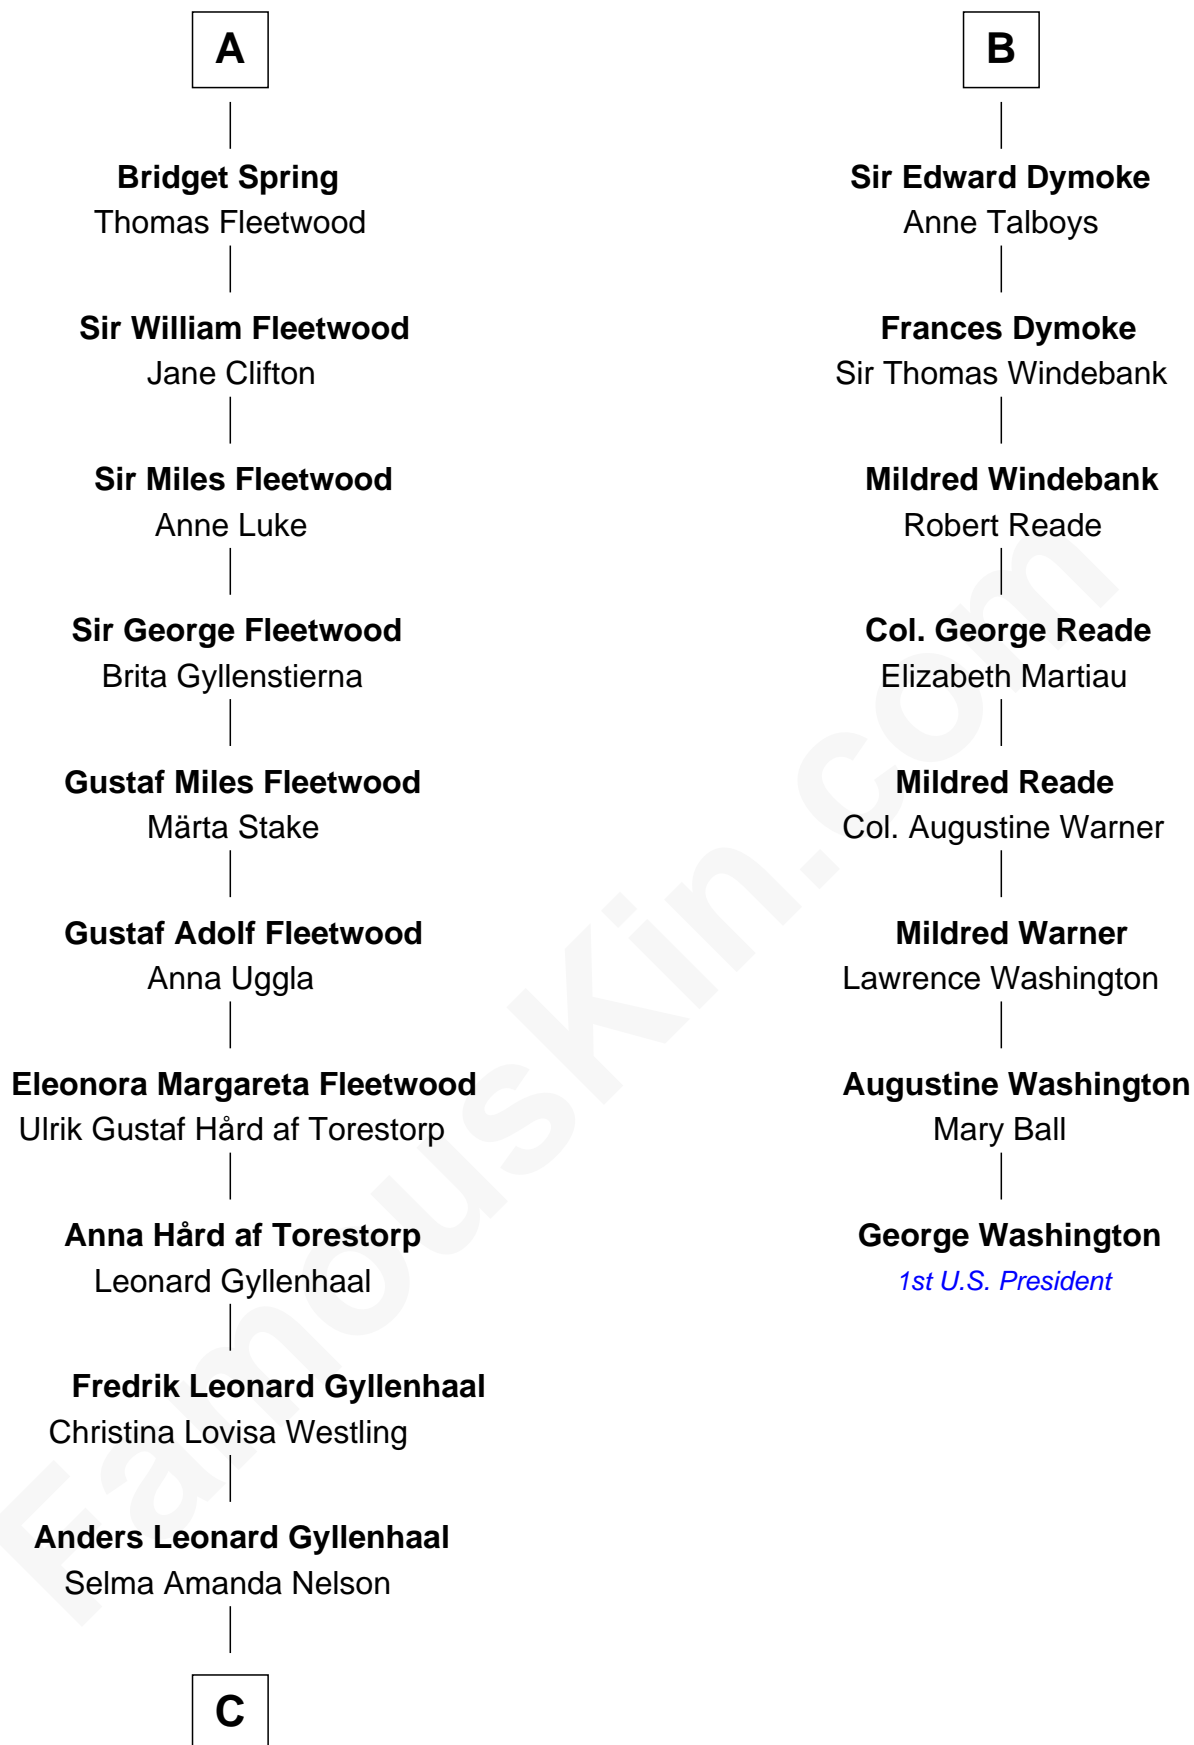 A
Bridget Spring
Thomas Fleetwood
Sir William Fleetwood
Jane Clifton
Sir Miles Fleetwood
Anne Luke
Sir George Fleetwood
Brita Gyllenstierna
Gustaf Miles Fleetwood
Märta Stake
Gustaf Adolf Fleetwood
Anna Uggla
Eleonora Margareta Fleetwood
Ulrik Gustaf Hård af Torestorp
Anna Hård af Torestorp
Leonard Gyllenhaal
Fredrik Leonard Gyllenhaal
Christina Lovisa Westling
Anders Leonard Gyllenhaal
Selma Amanda Nelson
C
B
Sir Edward Dymoke
Anne Talboys
Frances Dymoke
Sir Thomas Windebank
Mildred Windebank
Robert Reade
Col. George Reade
Elizabeth Martiau
Mildred Reade
Col. Augustine Warner
Mildred Warner
Lawrence Washington
Augustine Washington
Mary Ball
George Washington
1st U.S. President
FamousKin.com